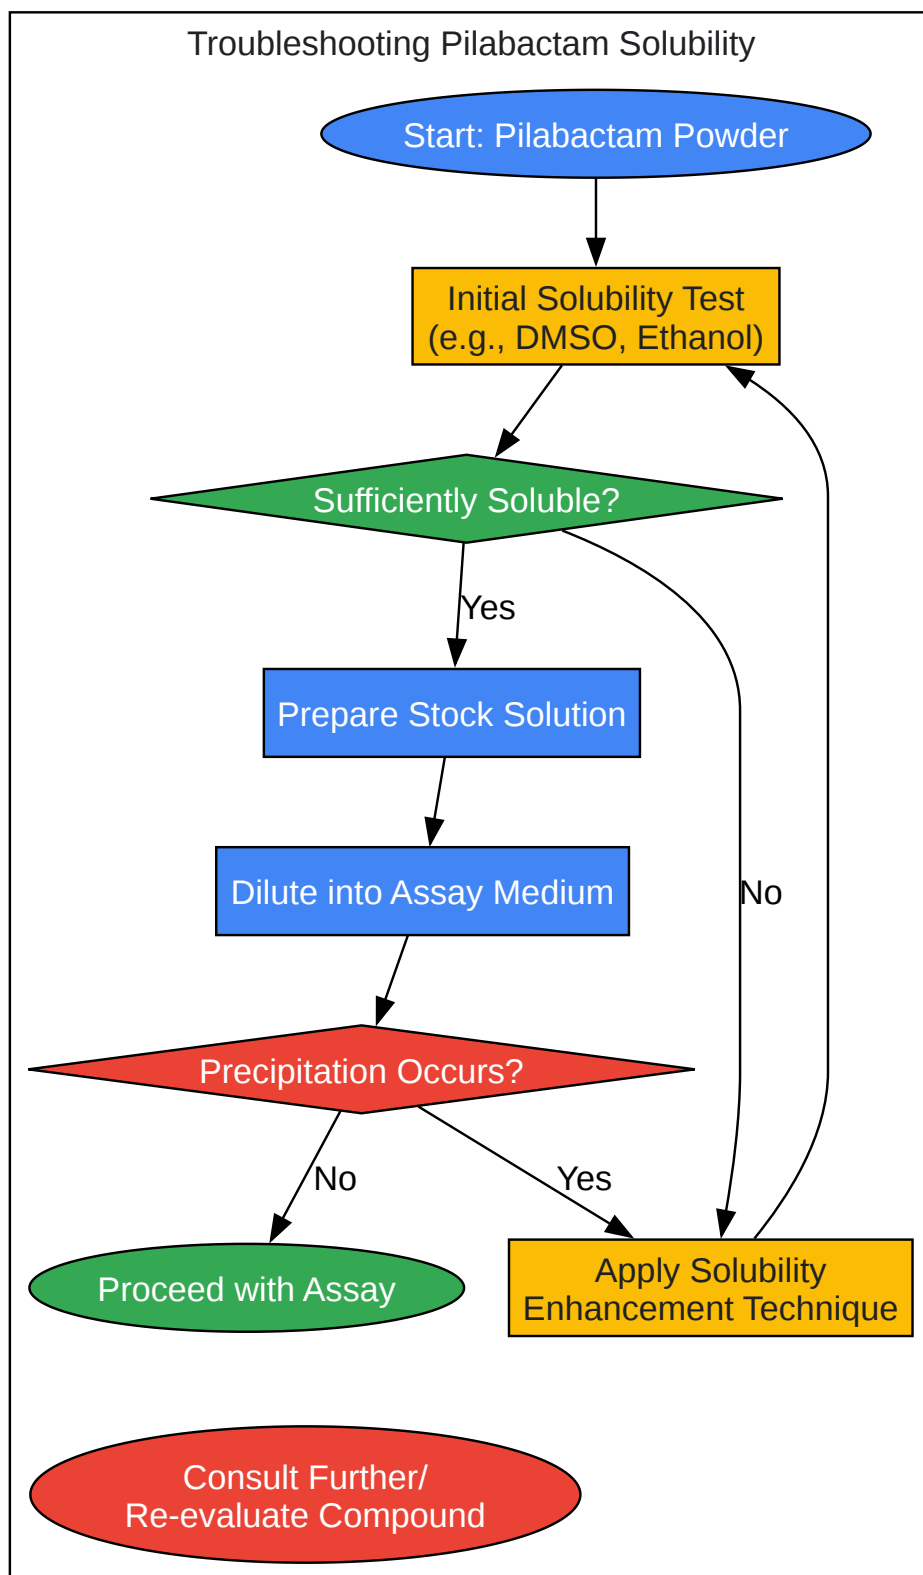 Troubleshooting Pilabactam Solubility
Start: Pilabactam Powder
Initial Solubility Test
(e.g., DMSO, Ethanol)
Sufficiently Soluble?
Yes
Prepare Stock Solution
Dilute into Assay Medium
No
Precipitation Occurs?
No
Yes
Proceed with Assay
Apply Solubility
Enhancement Technique
Consult Further/
Re-evaluate Compound